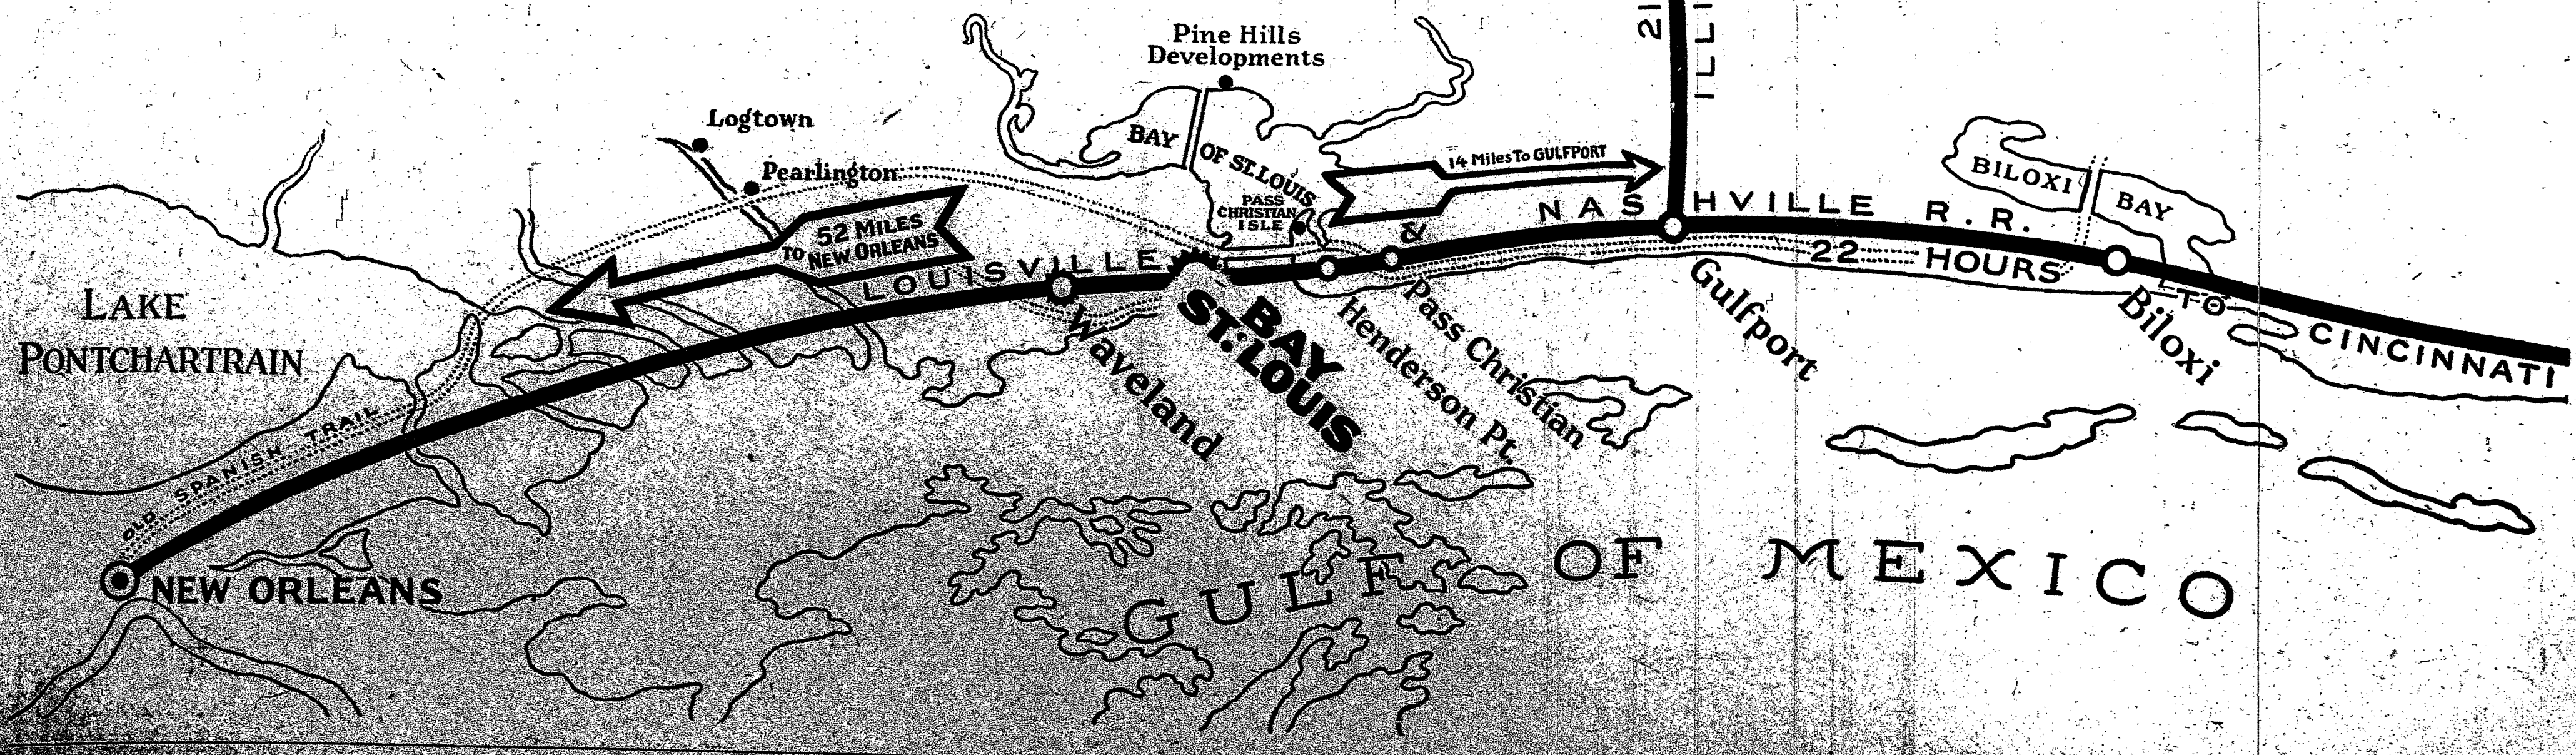 21
ILLI
Pine Hills
Developments
Logtown
Pearlington
BAY
OF ST. LOUIS
PASS
CHRISTIAN
ISLE
14 Miles To GULFPORT
BILOXI
BAY
52 MILES
TO NEW ORLEANS
LOUISVILLE & NASHVILLE R.R.
22 HOURS TO CINCINNATI
LAKE
PONTCHARTRAIN
OLD SPANISH TRAIL
NEW ORLEANS
Waveland
BAY
ST. LOUIS
Henderson Pt.
Pass Christian
Gulfport
Biloxi
GULF OF MEXICO